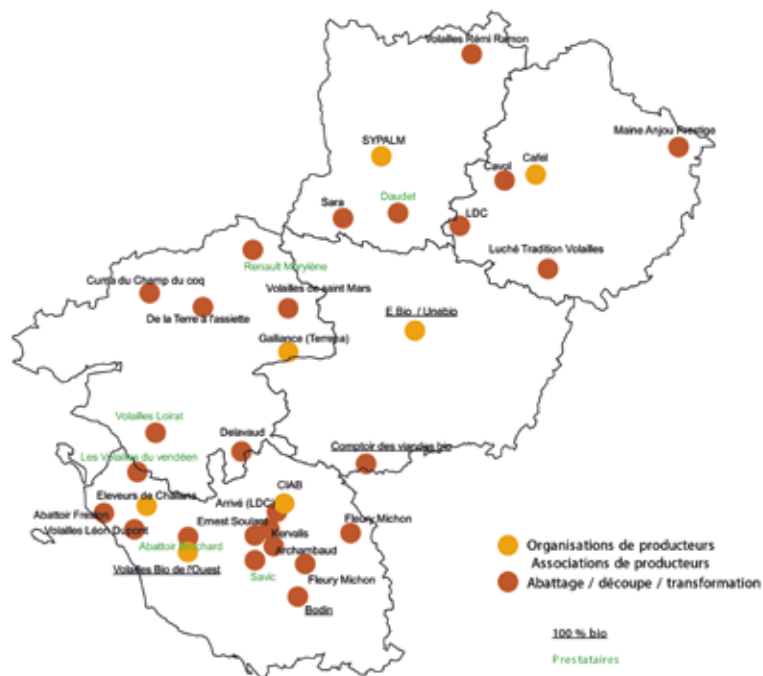 Volailles Rémi Ramon
Maine Anjou Prestige
SYPALM
Cafel
Cavol
Daudet
Sara
LDC
Luché Tradition Volailles
Renault Marylène
Cuma du Champ du coq
Volailles de saint Mars
De la Terre à l'assiette
E Bio / Unebio
Galliance (Terrena)
Volailles Loirat
Delavaud
Comptoir des viandes bio
Les Volailles du vendéen
CIAB
Eleveurs de Challans
Arrivé (LDC)
Abattoir Freslon
Ernest Soulard
Fleury Michon
Volailles Léon Dupont
Kervalis
Abattoir Brochard
Archambaud
Volailles Bio de l'Ouest
Savic
Fleury Michon
Bodin
Organisations de producteurs
Associations de producteurs
Abattage / découpe / transformation
100 % bio
Prestataires